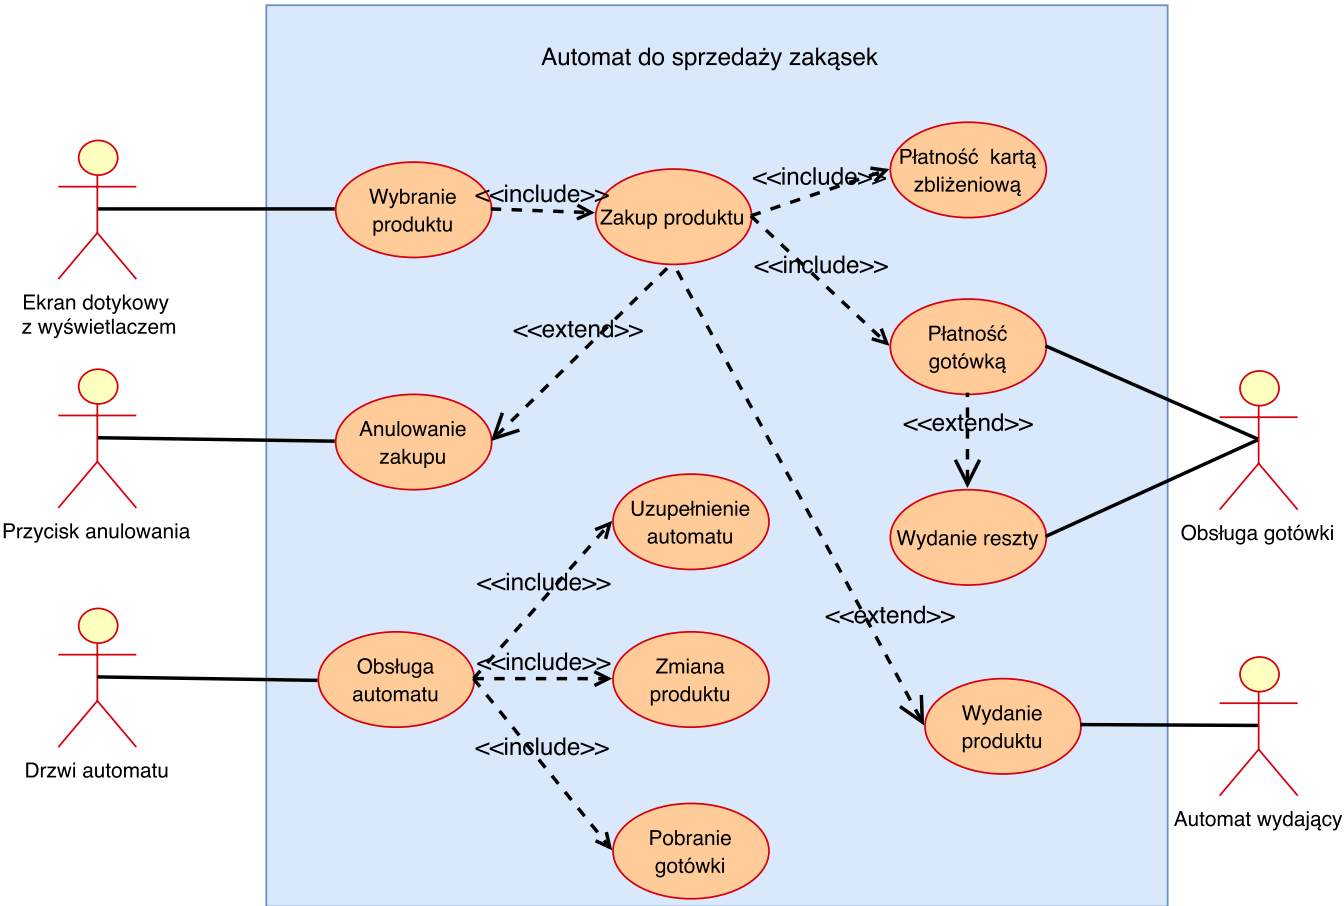 Automat do sprzedaży zakąsek
Ekran dotykowy
z wyświetlaczem
Wybranie
produktu
<<include>>
Zakup produktu
<<include>>
Płatność kartą
zbliżeniową
<<include>>
Płatność
gotówką
<<extend>>
Przycisk anulowania
Anulowanie
zakupu
<<extend>>
Wydanie reszty
Obsługa gotówki
Uzupełnienie
automatu
<<include>>
<<extend>>
Drzwi automatu
Obsługa
automatu
<<include>>
Zmiana
produktu
<<include>>
Pobranie
gotówki
Wydanie
produktu
Automat wydający